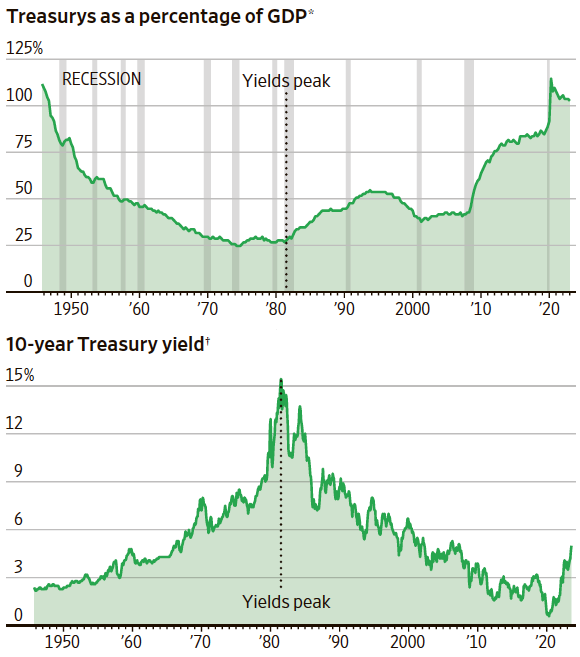 Treasurys as a percentage of GDP*
125%
RECESSION
Yields peak
100
75
50
25
0
1950 ’60 ’70 ’80 ’90 2000 ’10 ’20
10-year Treasury yield†
15%
12
9
6
3
Yields peak
0
1950 ’60 ’70 ’80 ’90 2000 ’10 ’20